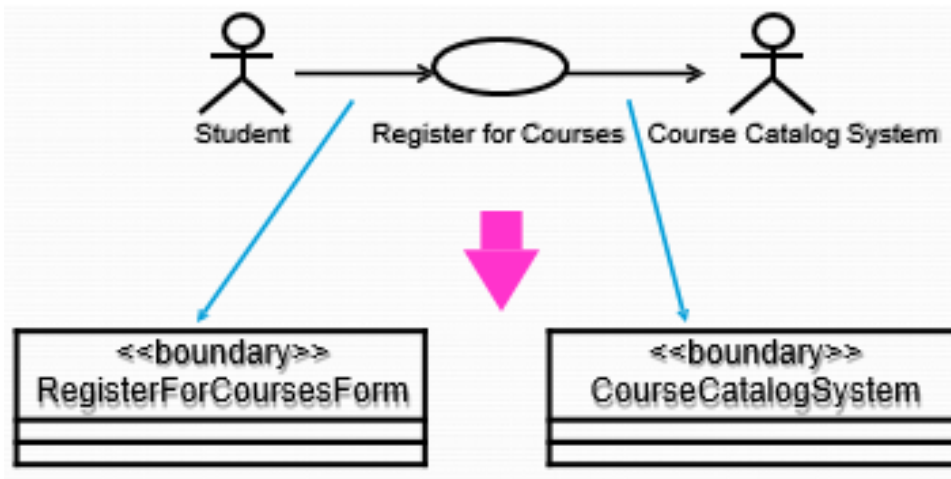 Student
Register for Courses
Course Catalog System
<<boundary>>
RegisterForCoursesForm
<<boundary>>
CourseCatalogSystem